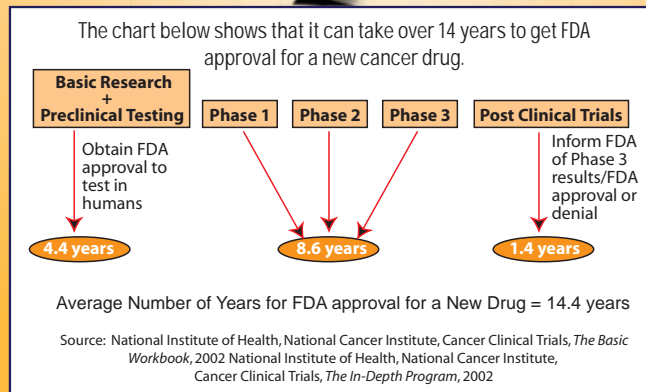 The chart below shows that it can take over 14 years to get FDA
approval for a new cancer drug.
Basic Research
+
Preclinical Testing
Phase 1
Phase 2
Phase 3
Post Clinical Trials
Obtain FDA
approval to
test in
humans
Inform FDA
of Phase 3
results/FDA
approval or
denial
4.4 years
8.6 years
1.4 years
Average Number of Years for FDA approval for a New Drug = 14.4 years
Source: National Institute of Health, National Cancer Institute, Cancer Clinical Trials, The Basic
Workbook, 2002 National Institute of Health, National Cancer Institute,
Cancer Clinical Trials, The In-Depth Program, 2002